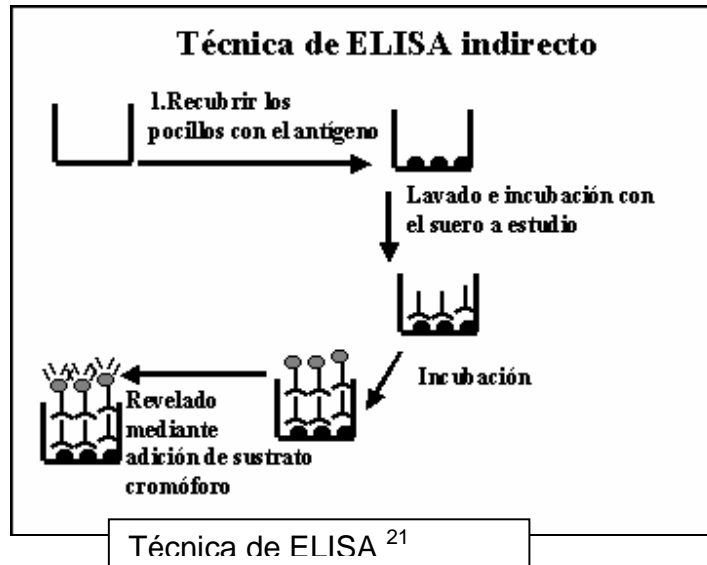 Técnica de ELISA indirecto
1.Recubrir los
pocillos con el antígeno
Lavado e incubación con
el suero a estudio
Incubación
Revelado
mediante
adición de sustrato
cromóforo
Técnica de ELISA 21